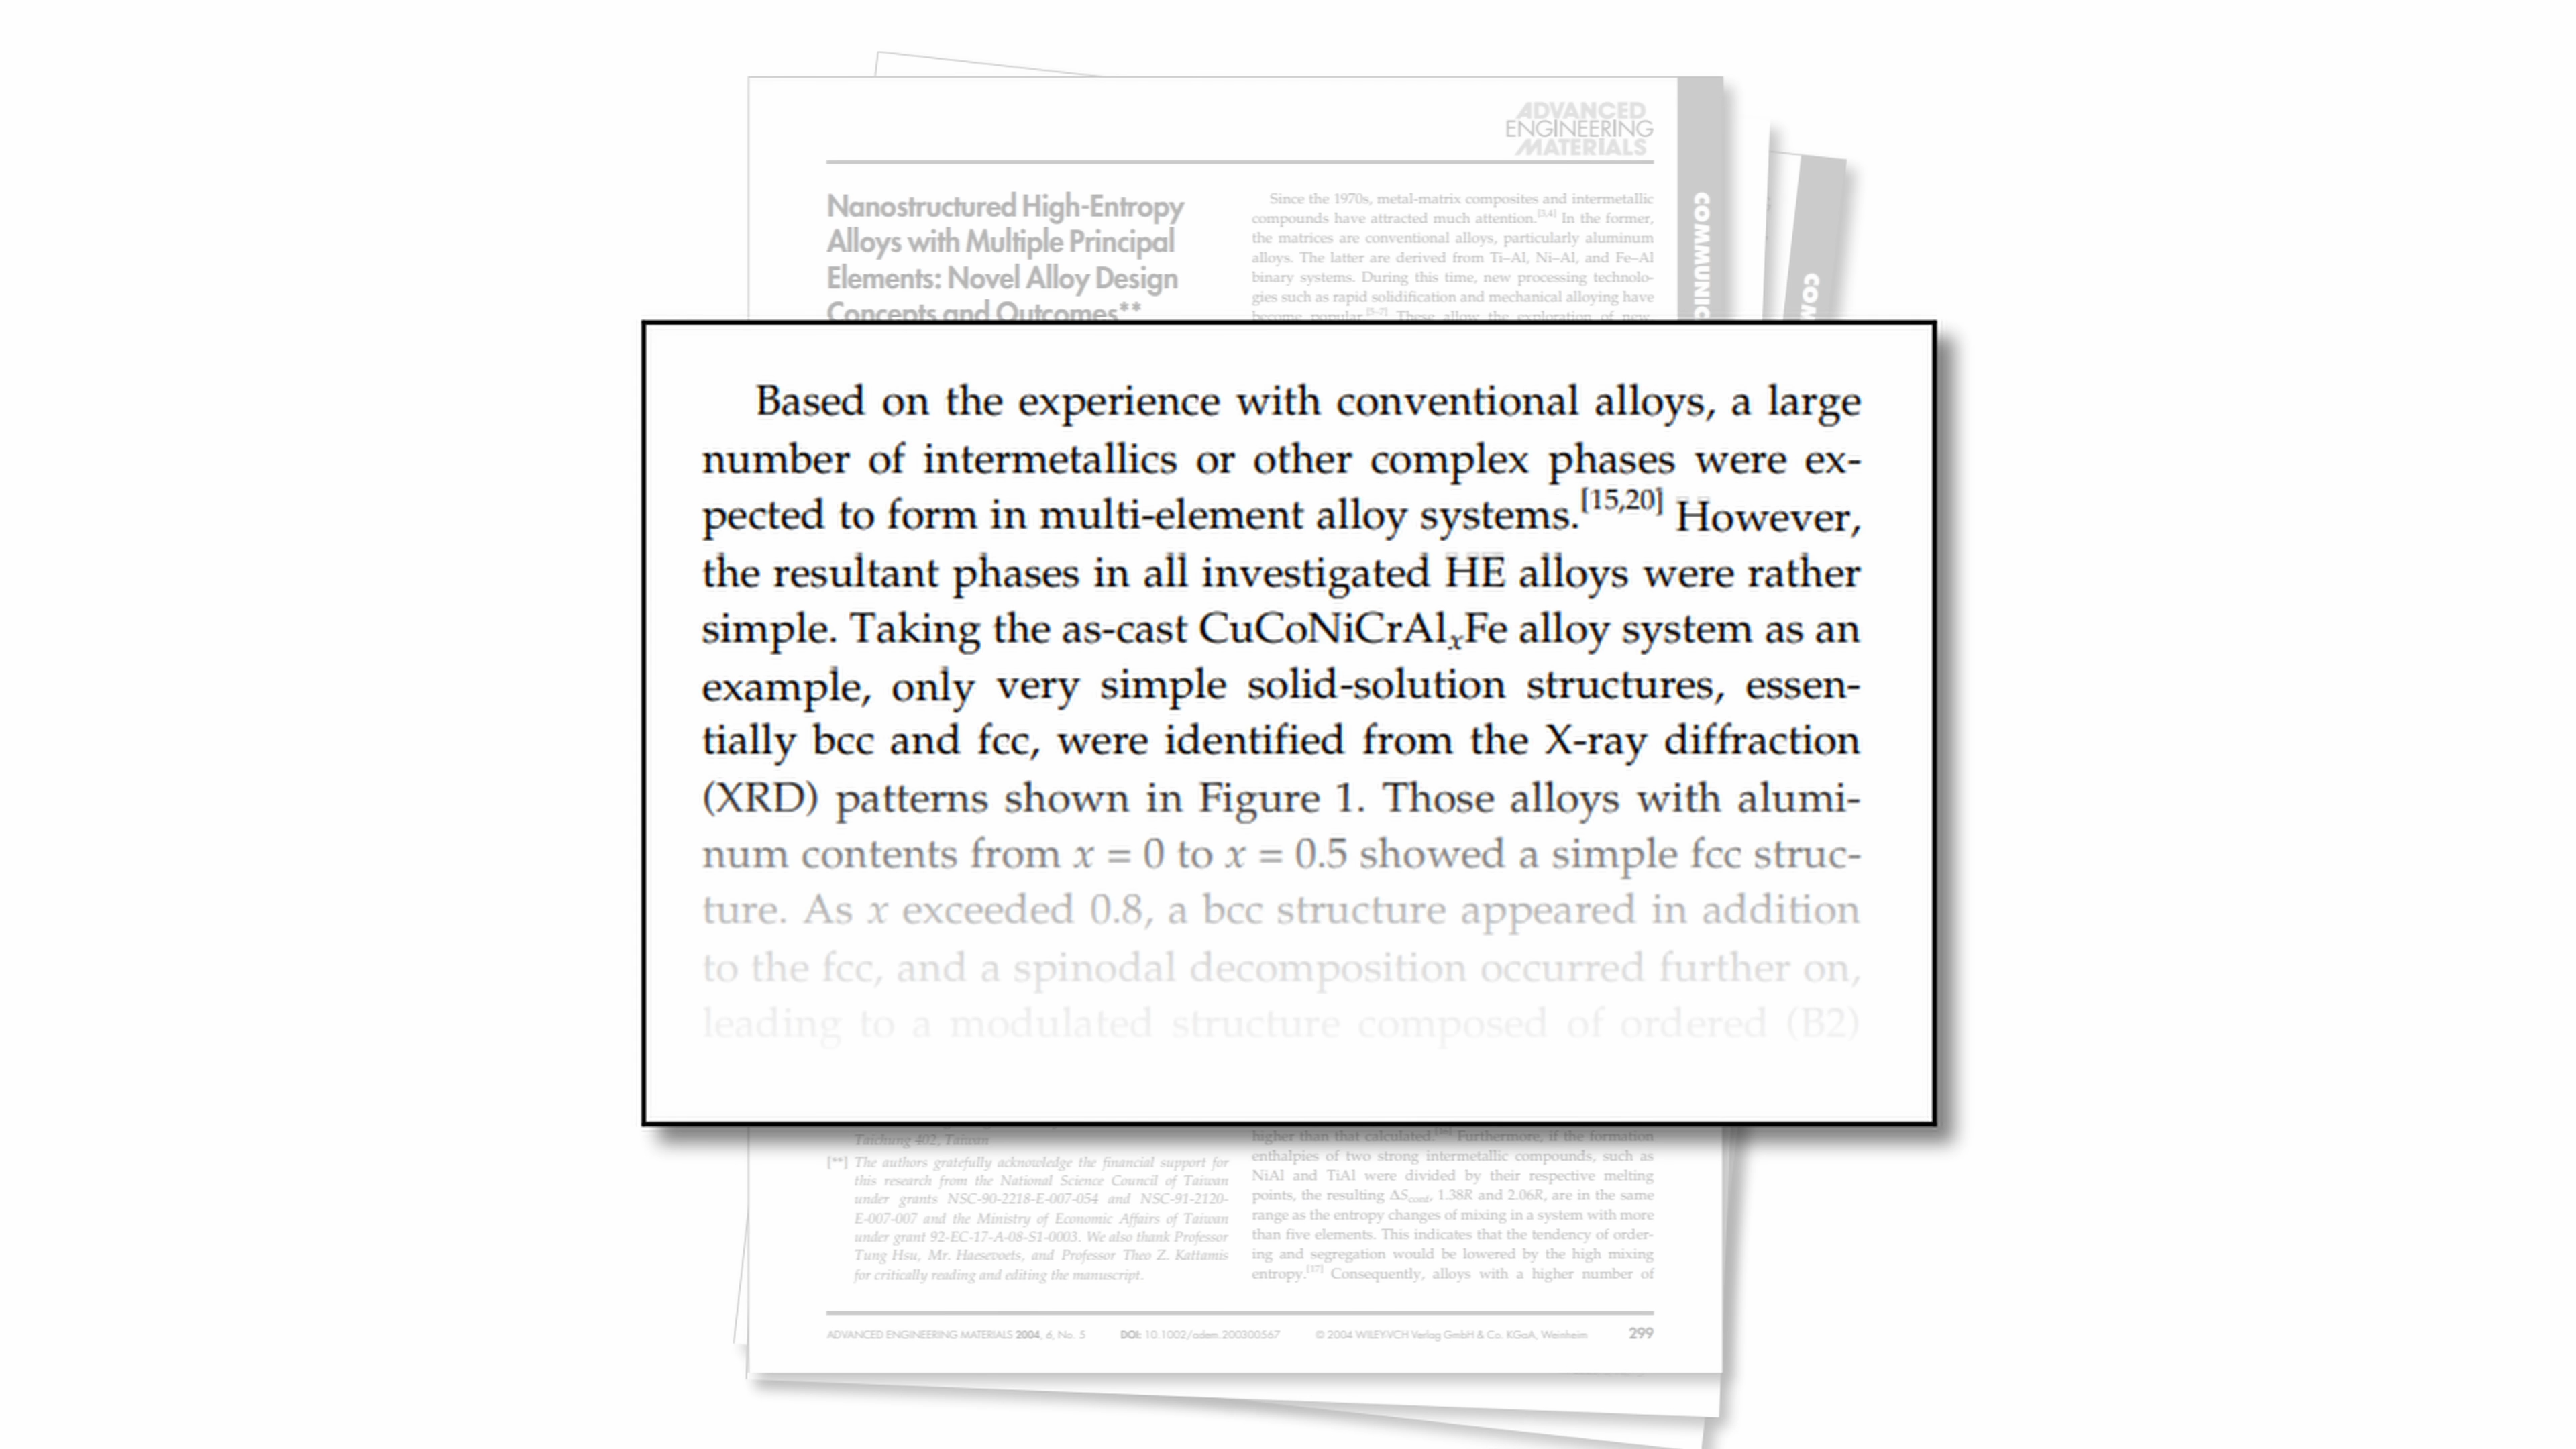 ADVANCED
ENGINEERING
MATERIALS
Nanostructured High-Entropy
Alloys with Multiple Principal
Elements: Novel Alloy Design
Concepts and Outcomes**
Since the 1970s, metal-matrix composites and intermetallic
compounds have attracted much attention.[3,4] In the former,
the matrices are conventional alloys, particularly aluminum
alloys. The latter are derived from Ti–Al, Ni–Al, and Fe–Al
binary systems. During this time, new processing technolo-
gies such as rapid solidification and mechanical alloying have
become popular.[5–7] These allow the exploration of new,
COMMUNIC
COM
Based on the experience with conventional alloys, a large
number of intermetallics or other complex phases were ex-
pected to form in multi-element alloy systems.[15,20] However,
the resultant phases in all investigated HE alloys were rather
simple. Taking the as-cast CuCoNiCrAlxFe alloy system as an
example, only very simple solid-solution structures, essen-
tially bcc and fcc, were identified from the X-ray diffraction
(XRD) patterns shown in Figure 1. Those alloys with alumi-
num contents from x = 0 to x = 0.5 showed a simple fcc struc-
ture. As x exceeded 0.8, a bcc structure appeared in addition
to the fcc, and a spinodal decomposition occurred further on,
leading to a modulated structure composed of ordered (B2)
Taichung 402, Taiwan
[**] The authors gratefully acknowledge the financial support for
this research from the National Science Council of Taiwan
under grants NSC-90-2218-E-007-054 and NSC-91-2120-
E-007-007 and the Ministry of Economic Affairs of Taiwan
under grant 92-EC-17-A-08-S1-0003. We also thank Professor
Tung Hsu, Mr. Haesevoets, and Professor Theo Z. Kattamis
for critically reading and editing the manuscript.
higher than that calculated. Furthermore, if the formation
enthalpies of two strong intermetallic compounds, such as
NiAl and TiAl were divided by their respective melting
points, the resulting ΔSconf, 1.38R and 2.06R, are in the same
range as the entropy changes of mixing in a system with more
than five elements. This indicates that the tendency of order-
ing and segregation would be lowered by the high mixing
entropy.[17] Consequently, alloys with a higher number of
ADVANCED ENGINEERING MATERIALS 2004, 6, No. 5 DOI: 10.1002/adem.200300567 © 2004 WILEY-VCH Verlag GmbH & Co. KGaA, Weinheim 299